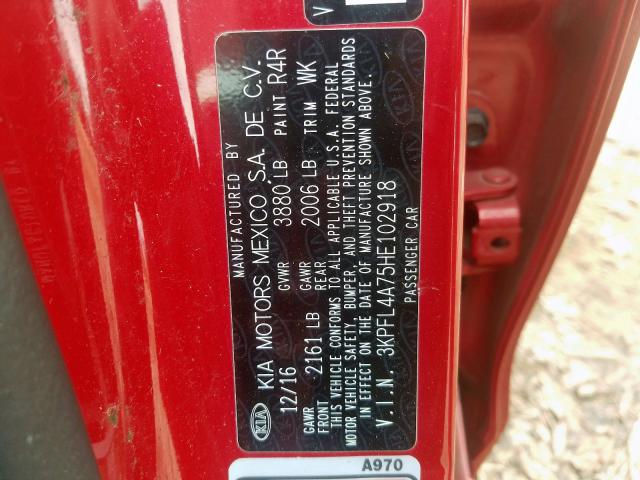 MANUFACTURED BY
KIA KIA MOTORS MEXICO S.A. DE C.V.
12/16 GVWR 3880 LB PAINT R4R
GAWR FRONT 2161 LB GAWR REAR 2006 LB TRIM WK
THIS VEHICLE CONFORMS TO ALL APPLICABLE U.S.A. FEDERAL
MOTOR VEHICLE SAFETY, BUMPER, AND THEFT PREVENTION STANDARDS
IN EFFECT ON THE DATE OF MANUFACTURE SHOWN ABOVE.
V.I.N 3KPFL4A75HE102918
PASSENGER CAR
A970
V